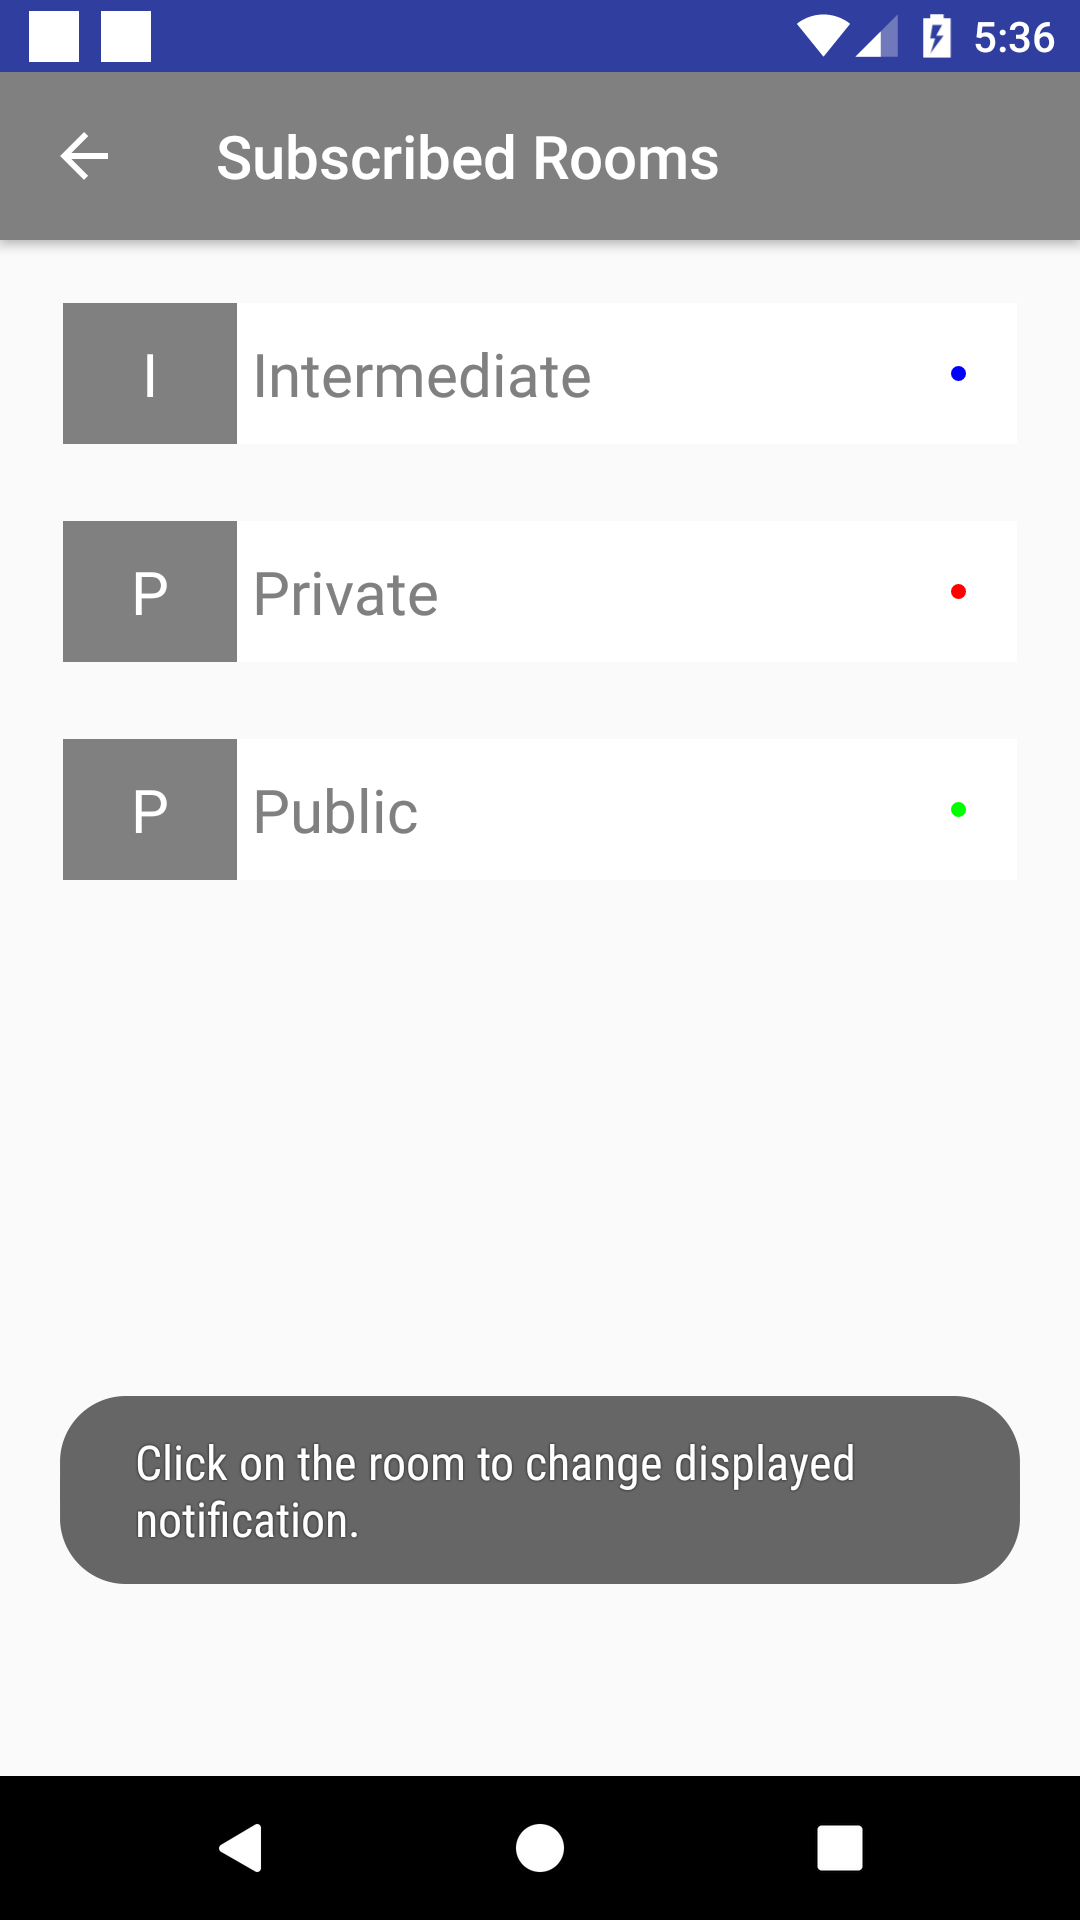 5:36
Subscribed Rooms
I Intermediate
P Private
P Public
Click on the room to change displayed
notification.